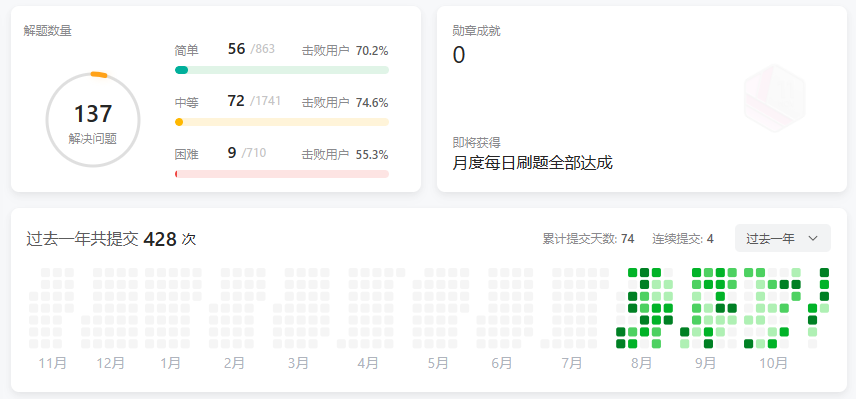 解题数量
137
解决问题
简单 56 /863 击败用户 70.2%
中等 72 /1741 击败用户 74.6%
困难 9 /710 击败用户 55.3%
勋章成就
0
即将获得
月度每日刷题全部达成
过去一年共提交 428 次 累计提交天数: 74 连续提交: 4 过去一年
11月 12月 1月 2月 3月 4月 5月 6月 7月 8月 9月 10月